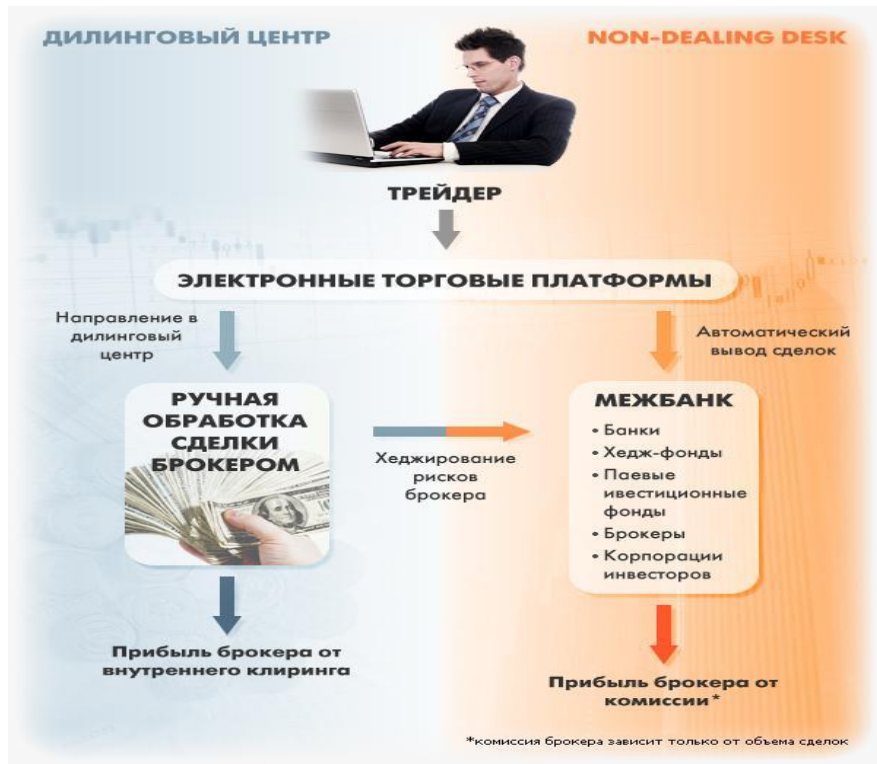 ДИЛИНГОВЫЙ ЦЕНТР
NON-DEALING DESK
ТРЕЙДЕР
ЭЛЕКТРОННЫЕ ТОРГОВЫЕ ПЛАТФОРМЫ
Направление в
дилинговый
центр
Автоматический
вывод сделок
РУЧНАЯ
ОБРАБОТКА
СДЕЛКИ
БРОКЕРОМ
Хеджирование
рисков
брокера
МЕЖБАНК
• Банки
• Хедж-фонды
• Паевые
ивестиционные
фонды
• Брокеры
• Корпорации
инвесторов
Прибыль брокера от
внутреннего клиринга
Прибыль брокера от
комиссии*
*комиссия брокера зависит только от объема сделок